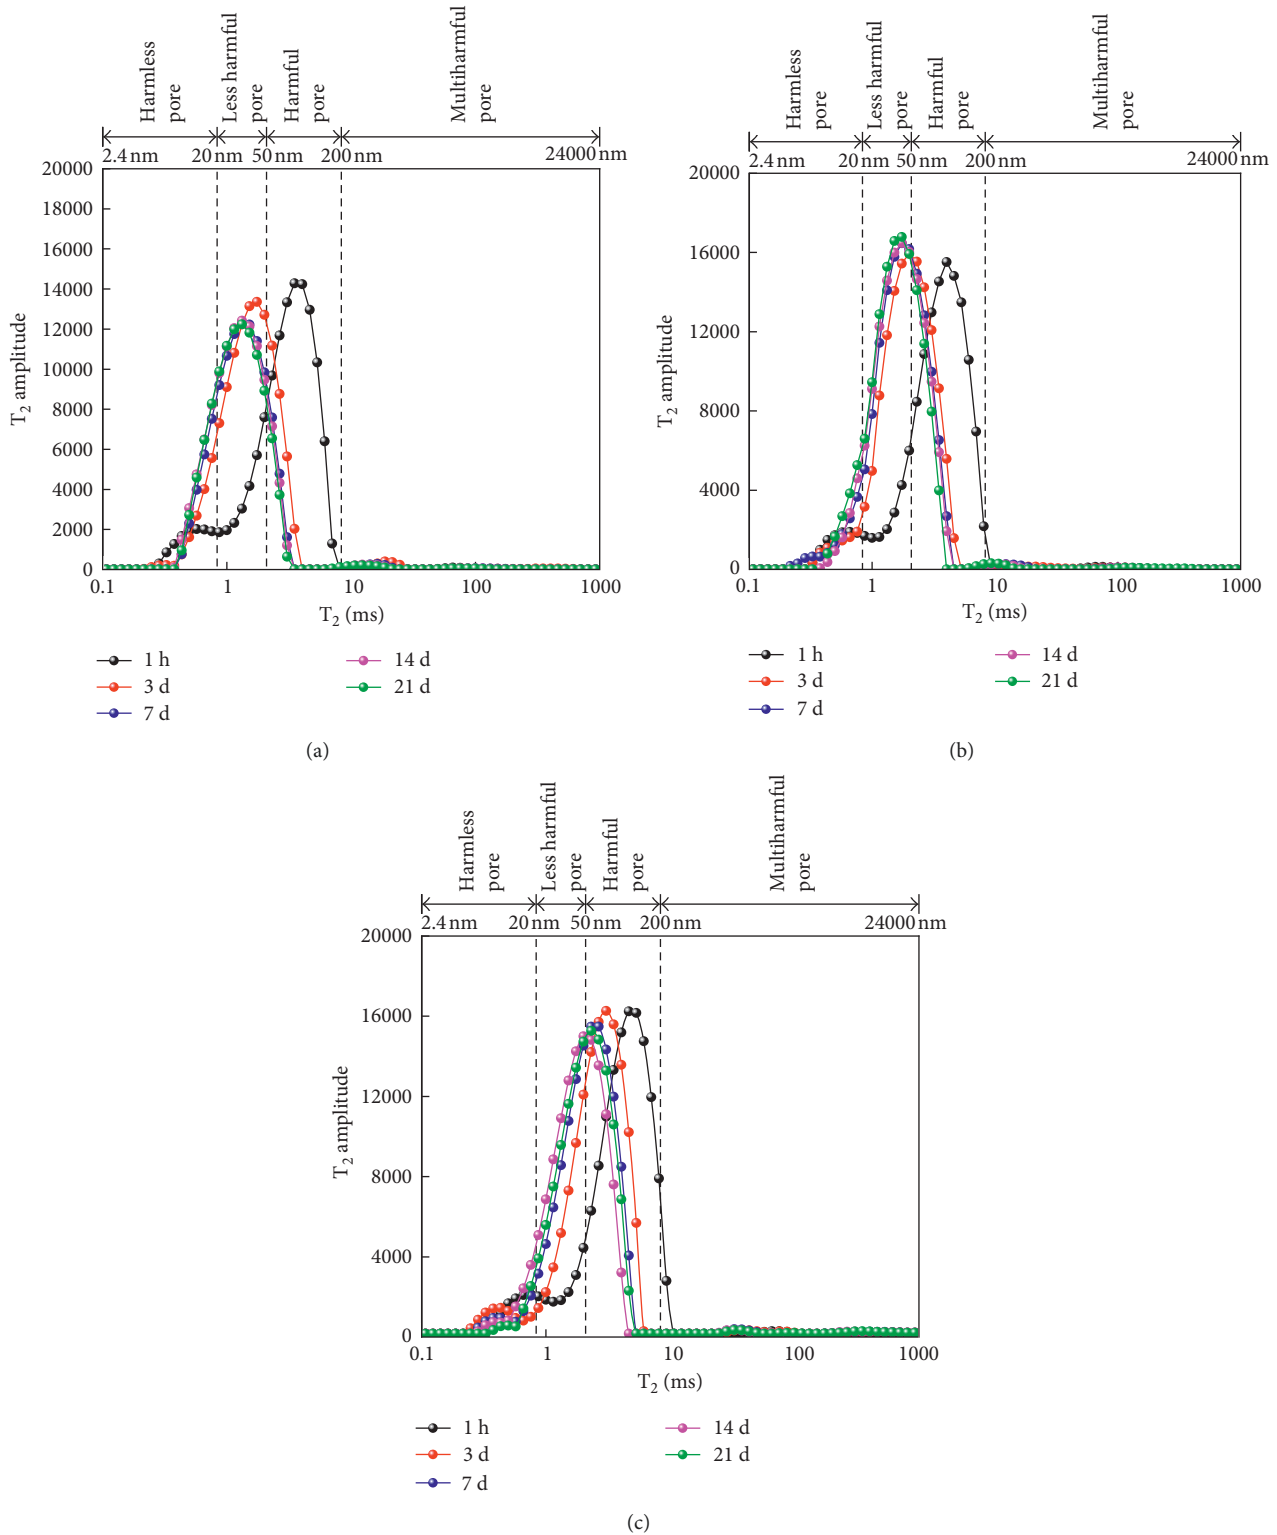 Harmless pore
Less harmful pore
Harmful pore
Multiharmful pore
2.4 nm 20 nm 50 nm 200 nm 24000 nm
20000
18000
16000
14000
12000
10000
8000
6000
4000
2000
0
T2 amplitude
0.1 1 10 100 1000
T2 (ms)
1 h 14 d
3 d 21 d
7 d
(a)
Harmless pore
Less harmful pore
Harmful pore
Multiharmful pore
2.4 nm 20 nm 50 nm 200 nm 24000 nm
20000
16000
12000
8000
4000
0
T2 amplitude
0.1 1 10 100 1000
T2 (ms)
1 h 14 d
3 d 21 d
7 d
(b)
Harmless pore
Less harmful pore
Harmful pore
Multiharmful pore
2.4 nm 20 nm 50 nm 200 nm 24000 nm
20000
16000
12000
8000
4000
0
T2 amplitude
0.1 1 10 100 1000
T2 (ms)
1 h 14 d
3 d 21 d
7 d
(c)